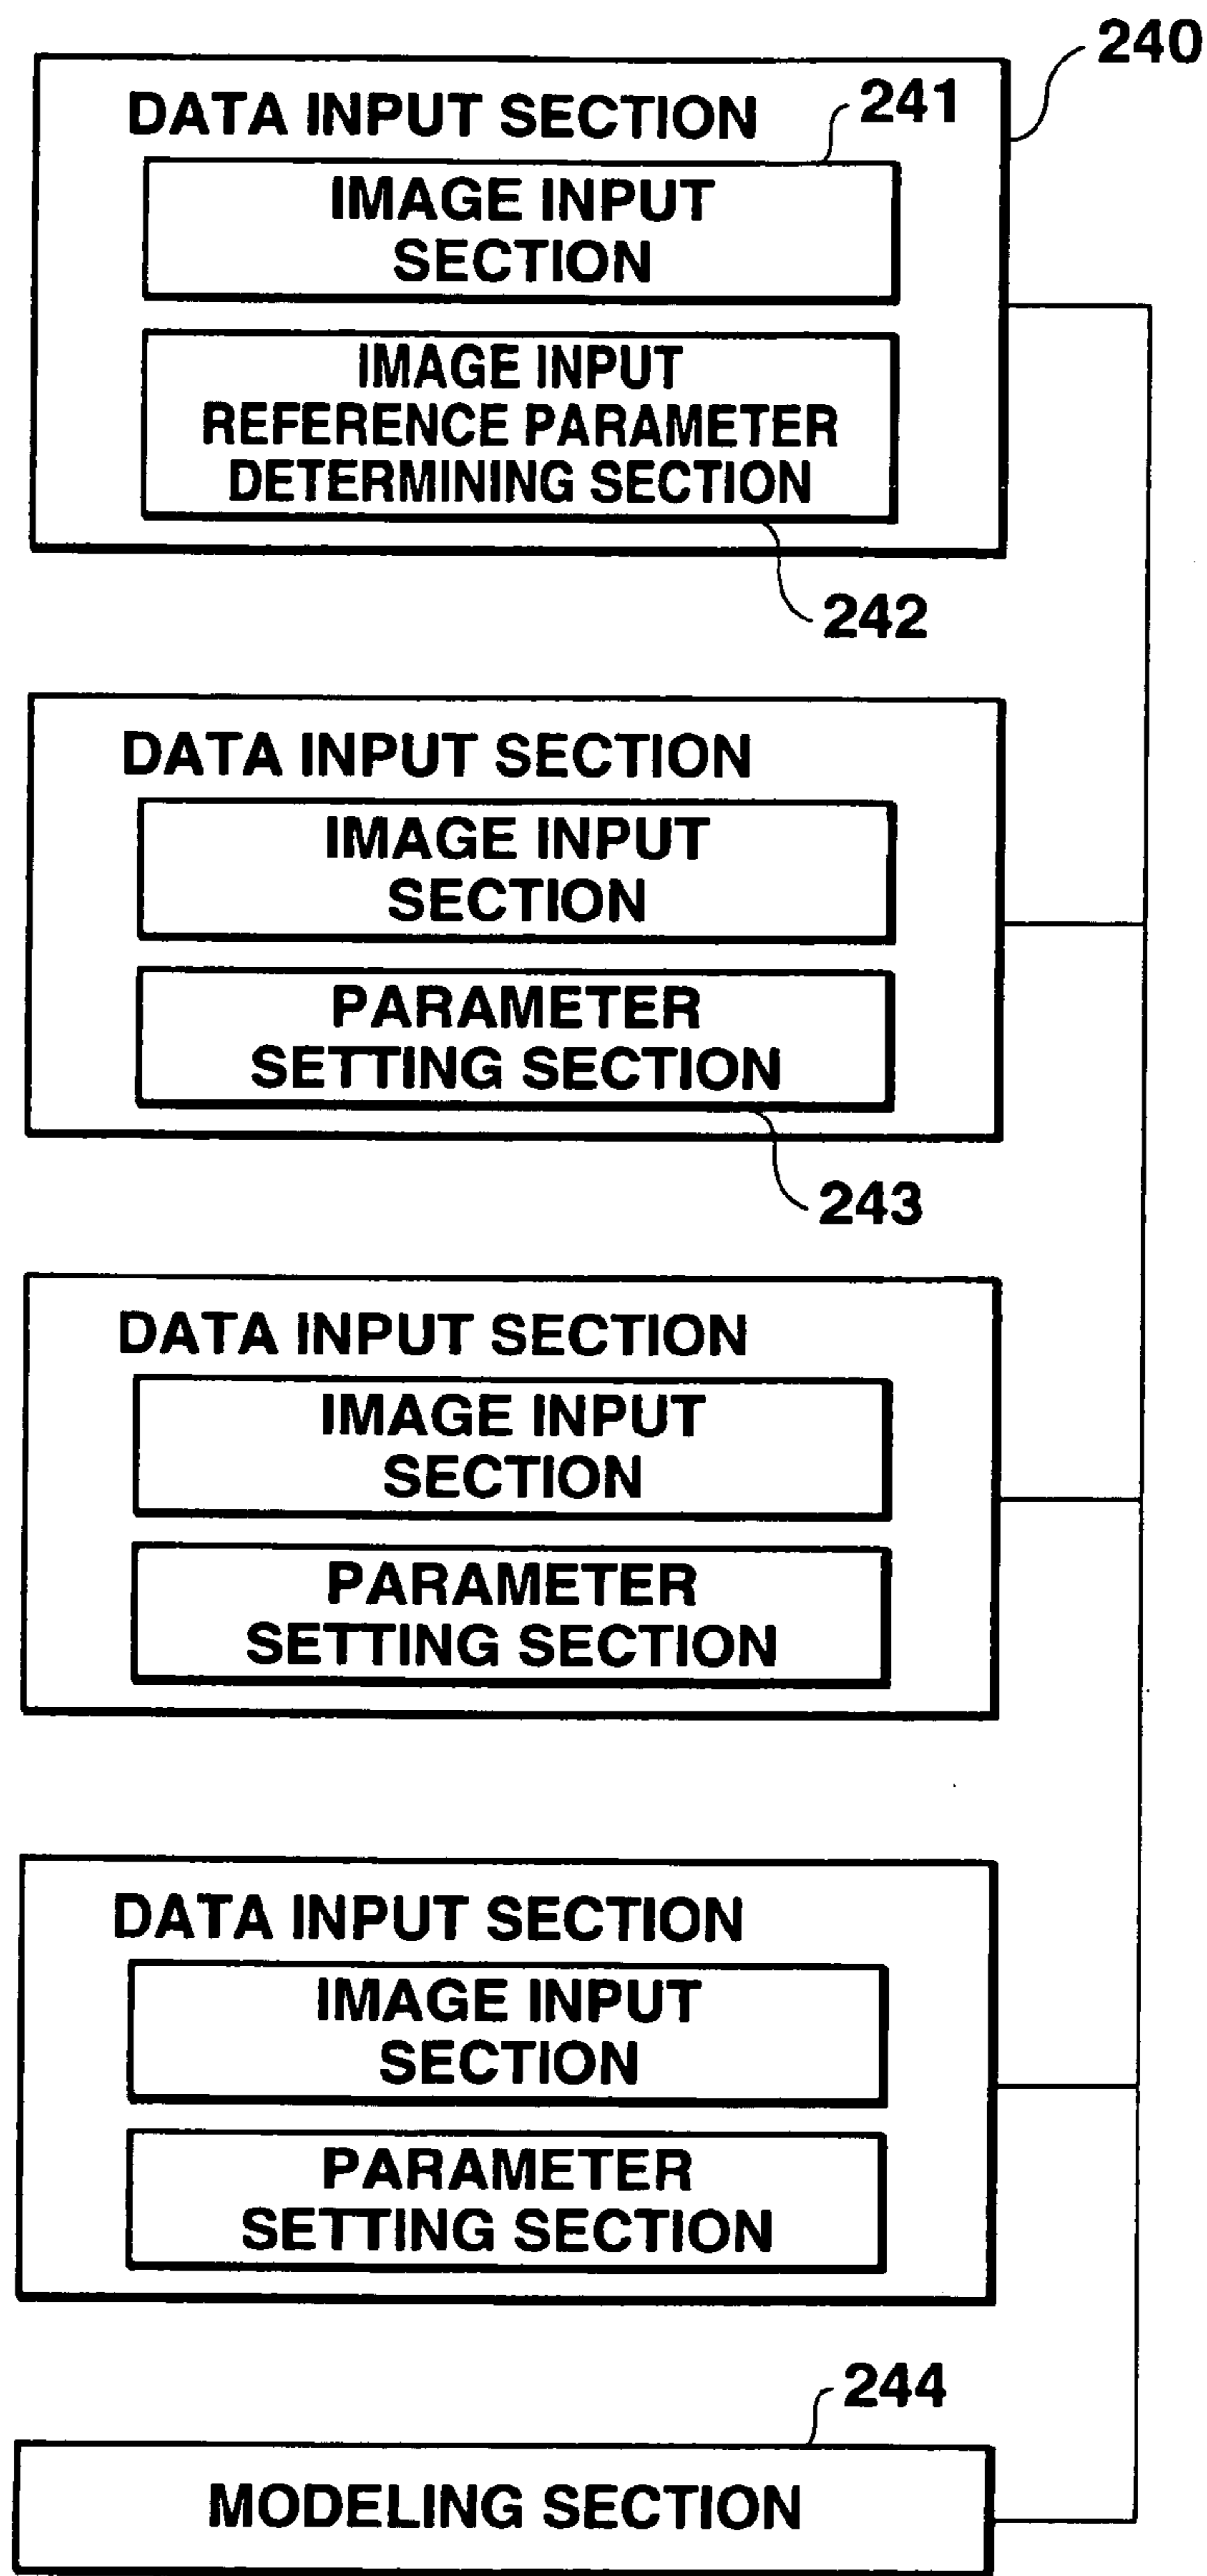 240
DATA INPUT SECTION
241
IMAGE INPUT
SECTION
IMAGE INPUT
REFERENCE PARAMETER
DETERMINING SECTION
242
DATA INPUT SECTION
IMAGE INPUT
SECTION
PARAMETER
SETTING SECTION
243
DATA INPUT SECTION
IMAGE INPUT
SECTION
PARAMETER
SETTING SECTION
DATA INPUT SECTION
IMAGE INPUT
SECTION
PARAMETER
SETTING SECTION
244
MODELING SECTION